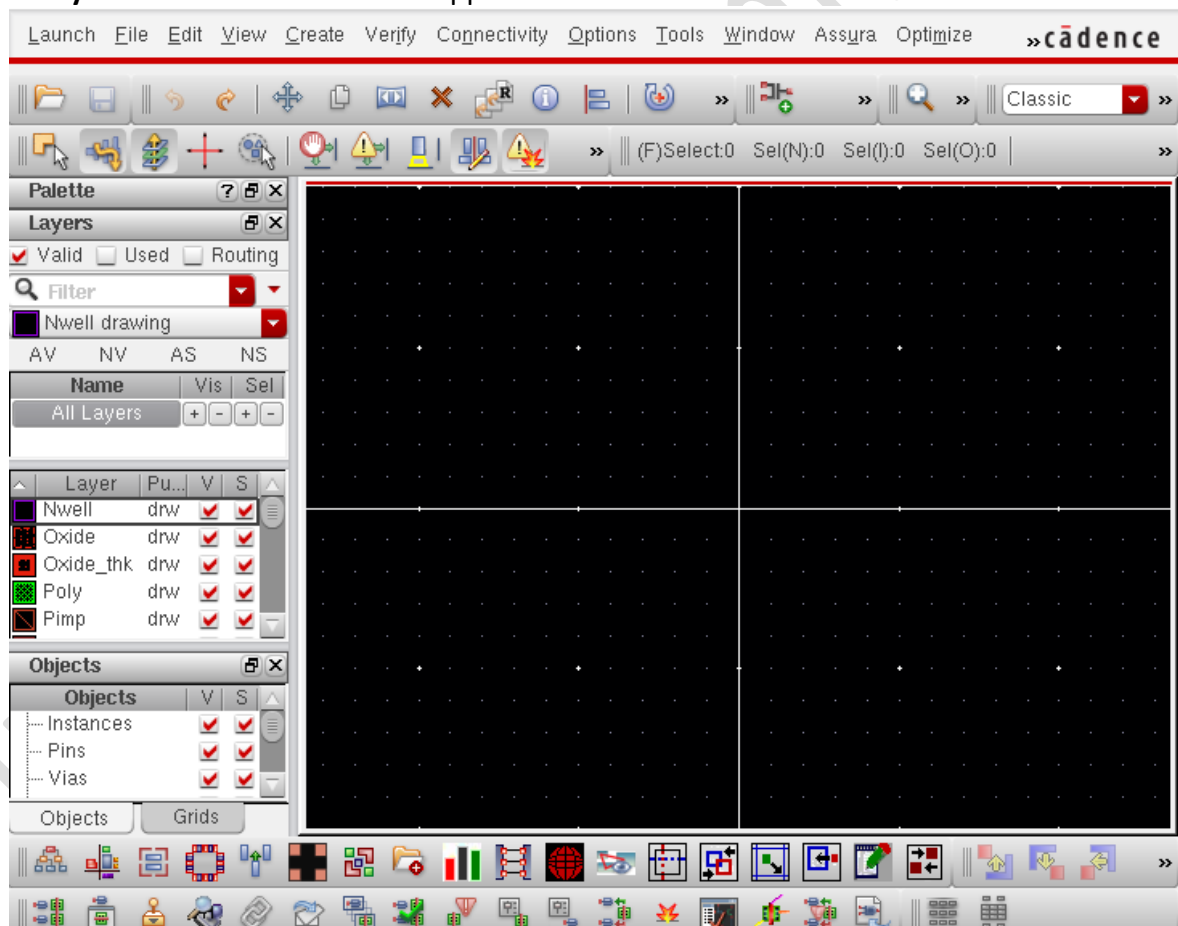 Launch File Edit View Create Verify Connectivity Options Tools Window Assura Optimize »cādence
R » » » Classic »
» (F)Select:0 Sel(N):0 Sel(I):0 Sel(O):0 »
Palette
Layers
Valid Used Routing
Filter
Nwell drawing
AV NV AS NS
Name Vis Sel
All Layers + - + -
Layer Pu... V S
Nwell drw
Oxide drw
Oxide_thk drw
Poly drw
Pimp drw
Objects
Objects V S
Instances
Pins
Vias
Objects Grids
»